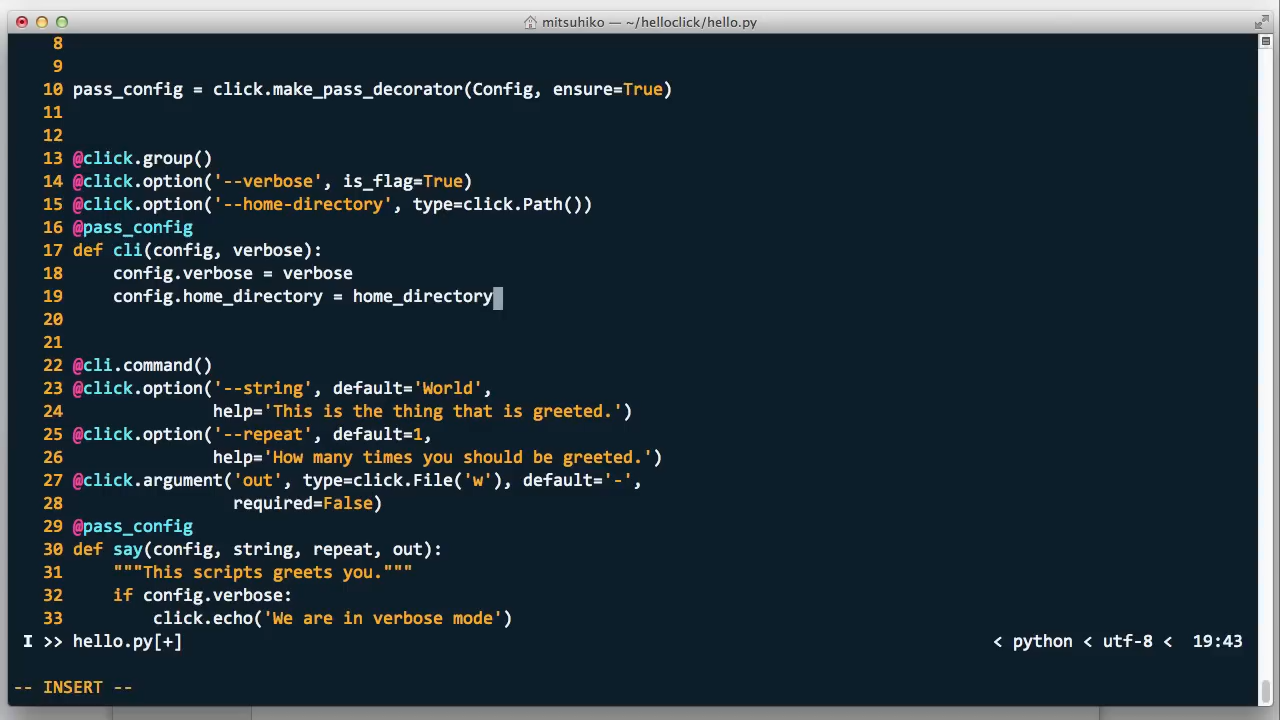 mitsuhiko — ~/helloclick/hello.py
8
9
10 pass_config = click.make_pass_decorator(Config, ensure=True)
11
12
13 @click.group()
14 @click.option('--verbose', is_flag=True)
15 @click.option('--home-directory', type=click.Path())
16 @pass_config
17 def cli(config, verbose):
18     config.verbose = verbose
19     config.home_directory = home_directory
20
21
22 @cli.command()
23 @click.option('--string', default='World',
24               help='This is the thing that is greeted.')
25 @click.option('--repeat', default=1,
26               help='How many times you should be greeted.')
27 @click.argument('out', type=click.File('w'), default='-',
28                 required=False)
29 @pass_config
30 def say(config, string, repeat, out):
31     """This scripts greets you."""
32     if config.verbose:
33         click.echo('We are in verbose mode')
I >> hello.py[+] < python < utf-8 < 19:43
-- INSERT --